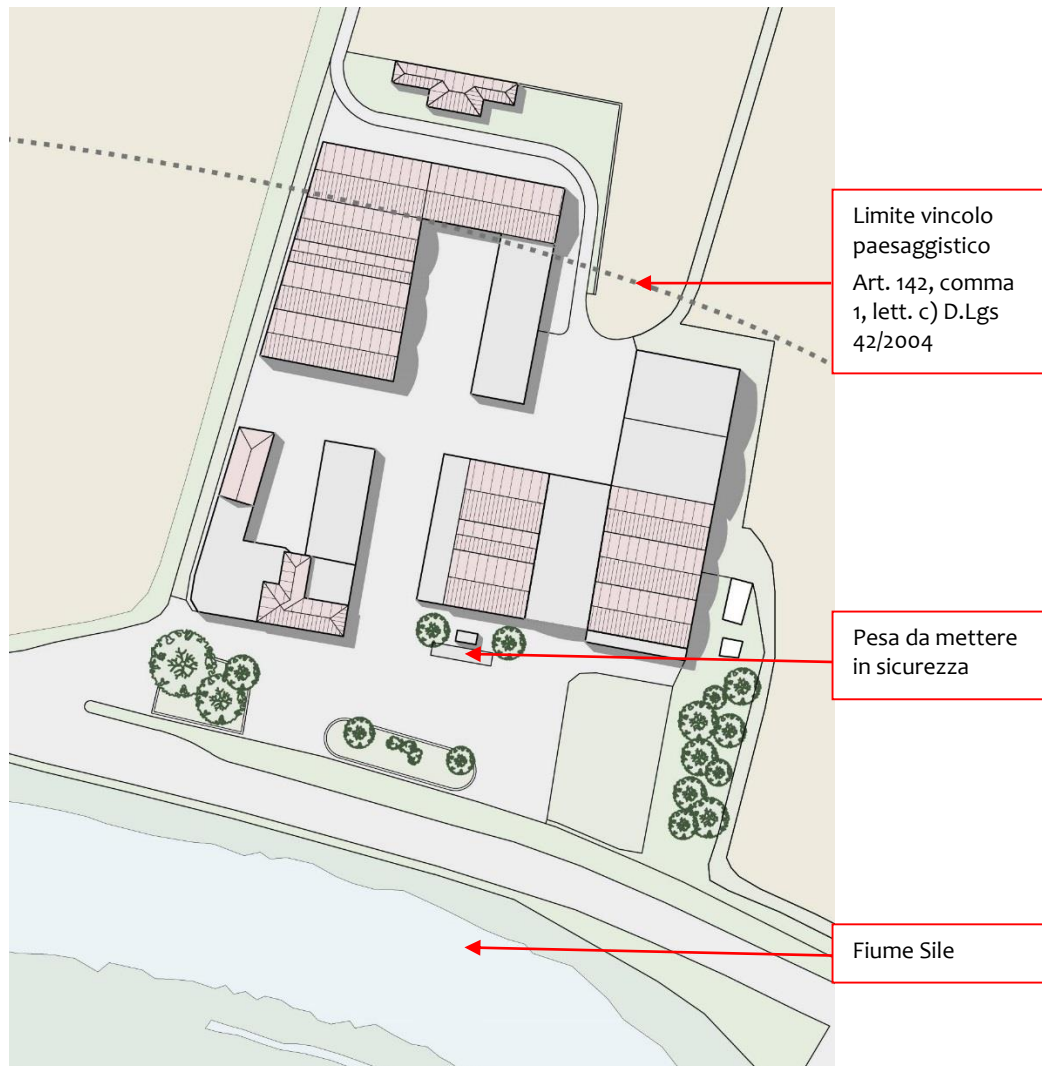 Limite vincolo
paesaggistico
Art. 142, comma
1, lett. c) D.Lgs
42/2004
Pesa da mettere
in sicurezza
Fiume Sile